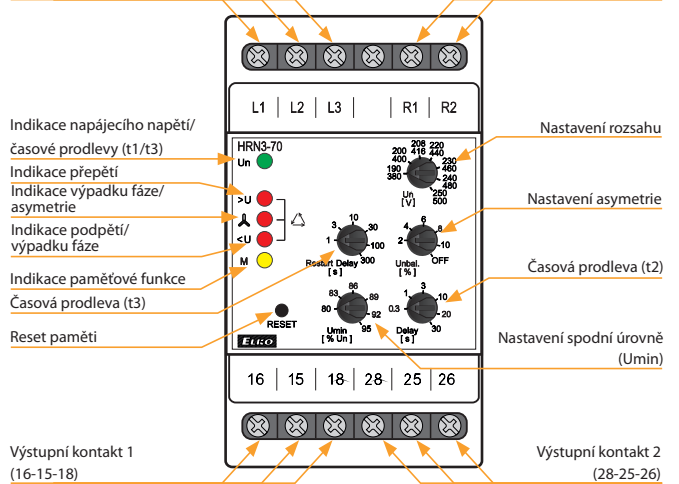 L1 L2 L3 R1 R2
Indikace napájecího napětí/
časové prodlevy (t1/t3)
Indikace přepětí
Indikace výpadku fáze/
asymetrie
Indikace podpětí/
výpadku fáze
Indikace paměťové funkce
Časová prodleva (t3)
Reset paměti
HRN3-70
Un
>U
<U
M
RESET
ELKO
208 220
200 416 440
400 230
190 460
380 240
480
250
500
Un
[V]
1 3 10 30 100 300
Restart Delay
[s]
2 4 6 8 10 OFF
Unbal.
[%]
80 83 86 89 92 95
Umin
[% Un]
0.3 1 3 10 20 30
Delay
[s]
Nastavení rozsahu
Nastavení asymetrie
Časová prodleva (t2)
Nastavení spodní úrovně
(Umin)
16 15 18 28 25 26
Výstupní kontakt 1
(16-15-18)
Výstupní kontakt 2
(28-25-26)